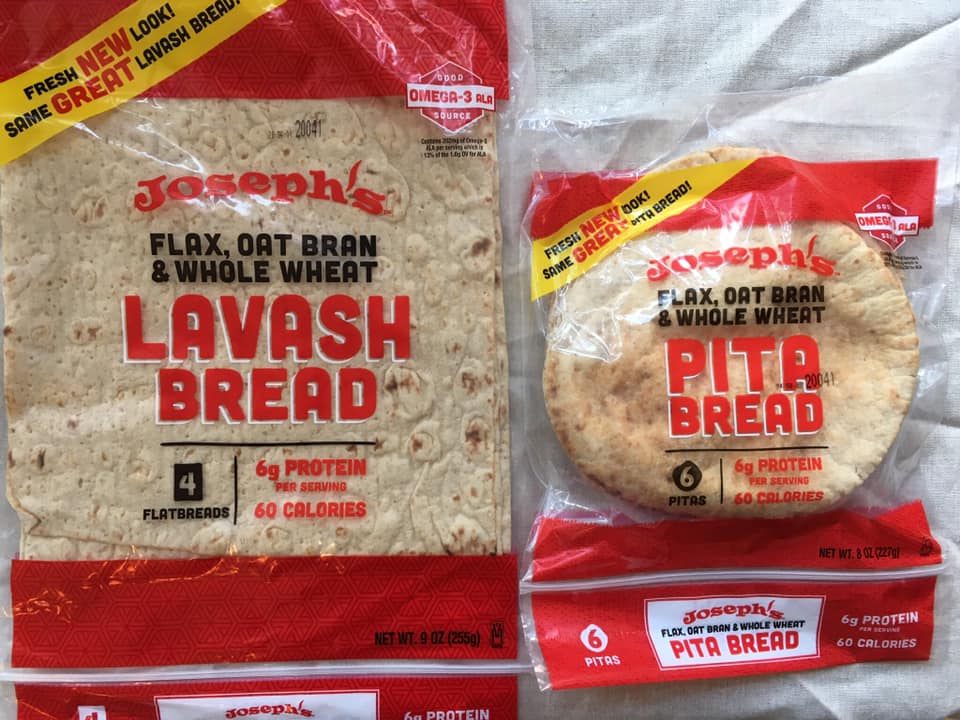 FRESH NEW LOOK!
SAME GREAT LAVASH BREAD!
GOOD
OMEGA-3 ALA
SOURCE
20041
Joseph's
FLAX, OAT BRAN
& WHOLE WHEAT
LAVASH
BREAD
4
FLATBREADS
6g PROTEIN
PER SERVING
60 CALORIES
NET WT. 9 OZ (255g)
Joseph's
6g PROTEIN
FRESH NEW
SAME GREAT PITA BREAD!
ALA
Joseph's
FLAX, OAT BRAN
& WHOLE WHEAT
PITA
20041
BREAD
6
PITAS
6g PROTEIN
PER SERVING
60 CALORIES
NET WT. 8 OZ (227g)
6
PITAS
Joseph's
FLAX, OAT BRAN & WHOLE WHEAT
PITA BREAD
6g PROTEIN
PER SERVING
60 CALORIES